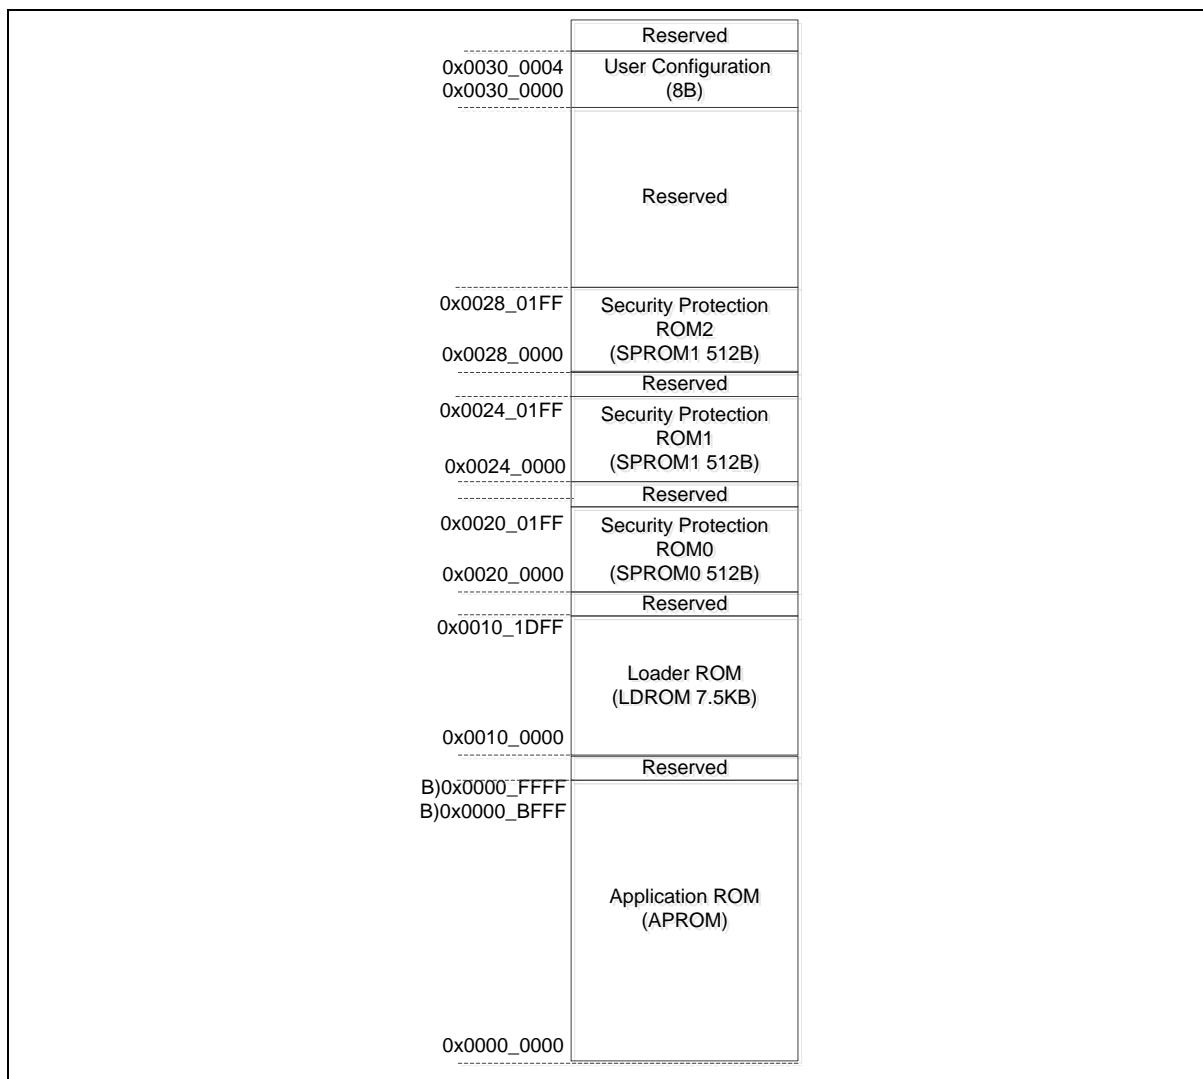 Reserved
0x0030_0004 User Configuration
0x0030_0000 (8B)
Reserved
0x0028_01FF Security Protection
ROM2
0x0028_0000 (SPROM1 512B)
Reserved
0x0024_01FF Security Protection
ROM1
0x0024_0000 (SPROM1 512B)
Reserved
0x0020_01FF Security Protection
ROM0
0x0020_0000 (SPROM0 512B)
Reserved
0x0010_1DFF
Loader ROM
(LDROM 7.5KB)
0x0010_0000
Reserved
B)0x0000_FFFF
B)0x0000_BFFF
Application ROM
(APROM)
0x0000_0000